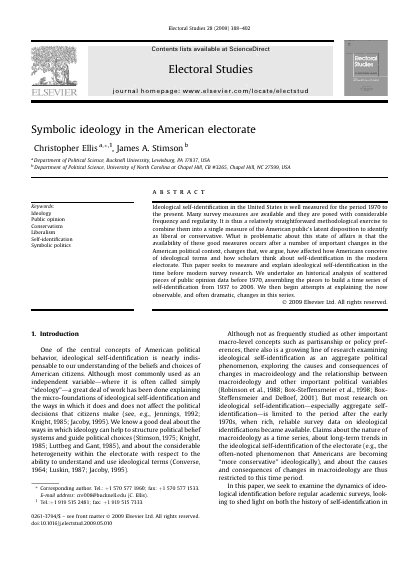 Electoral Studies 28 (2009) 388–402
Contents lists available at ScienceDirect
Electoral Studies
journal homepage: www.elsevier.com/locate/electstud
ELSEVIER
Electoral Studies
Symbolic ideology in the American electorate
Christopher Ellis a,*,1, James A. Stimson b
a Department of Political Science, Bucknell University, Lewisburg, PA 17837, USA
b Department of Political Science, University of North Carolina at Chapel Hill, CB #3265, Chapel Hill, NC 27599, USA
ABSTRACT
Keywords:
Ideology
Public opinion
Conservatism
Liberalism
Self-identification
Symbolic politics
Ideological self-identification in the United States is well measured for the period 1970 to
the present. Many survey measures are available and they are posed with considerable
frequency and regularity. It is thus a relatively straightforward methodological exercise to
combine them into a single measure of the American public's latent disposition to identify
as liberal or conservative. What is problematic about this state of affairs is that the
availability of these good measures occurs after a number of important changes in the
American political context, changes that, we argue, have affected how Americans conceive
of ideological terms and how scholars think about self-identification in the modern
electorate. This paper seeks to measure and explain ideological self-identification in the
time before modern survey research. We undertake an historical analysis of scattered
pieces of public opinion data before 1970, assembling the pieces to build a time series of
self-identification from 1937 to 2006. We then begin attempts at explaining the now
observable, and often dramatic, changes in this series.
© 2009 Elsevier Ltd. All rights reserved.
1. Introduction
One of the central concepts of American political
behavior, ideological self-identification is nearly indis-
pensable to our understanding of the beliefs and choices of
American citizens. Although most commonly used as an
independent variable—where it is often called simply
“ideology”—a great deal of work has been done explaining
the micro-foundations of ideological self-identification and
the ways in which it does and does not affect the political
decisions that citizens make (see, e.g., Jennings, 1992;
Knight, 1985; Jacoby, 1995). We know a good deal about the
ways in which ideology can help to structure political belief
systems and guide political choices (Stimson, 1975; Knight,
1985; Luttbeg and Gant, 1985), and about the considerable
heterogeneity within the electorate with respect to the
ability to understand and use ideological terms (Converse,
1964; Luskin, 1987; Jacoby, 1995).
* Corresponding author. Tel.: +1 570 577 1960; fax: +1 570 577 1533.
E-mail address: cre008@bucknell.edu (C. Ellis).
1 Tel.: +1 919 515 2481; fax: +1 919 515 7333.
Although not as frequently studied as other important
macro-level concepts such as partisanship or policy pref-
erences, there also is a growing line of research examining
ideological self-identification as an aggregate political
phenomenon, exploring the causes and consequences of
changes in macroideology and the relationship between
macroideology and other important political variables
(Robinson et al., 1988; Box-Steffensmeier et al., 1998; Box-
Steffensmeier and DeBoef, 2001). But most research on
ideological self-identification—especially aggregate self-
identification—is limited to the period after the early
1970s, when rich, reliable survey data on ideological
identifications became available. Claims about the nature of
macroideology as a time series, about long-term trends in
the ideological self-identification of the electorate (e.g., the
often-noted phenomenon that Americans are becoming
“more conservative” ideologically), and about the causes
and consequences of changes in macroideology are thus
restricted to this time period.
In this paper, we seek to examine the dynamics of ideo-
logical identification before regular academic surveys, look-
ing to shed light on both the history of self-identification in
0261-3794/$ – see front matter © 2009 Elsevier Ltd. All rights reserved.
doi:10.1016/j.electstud.2009.05.010